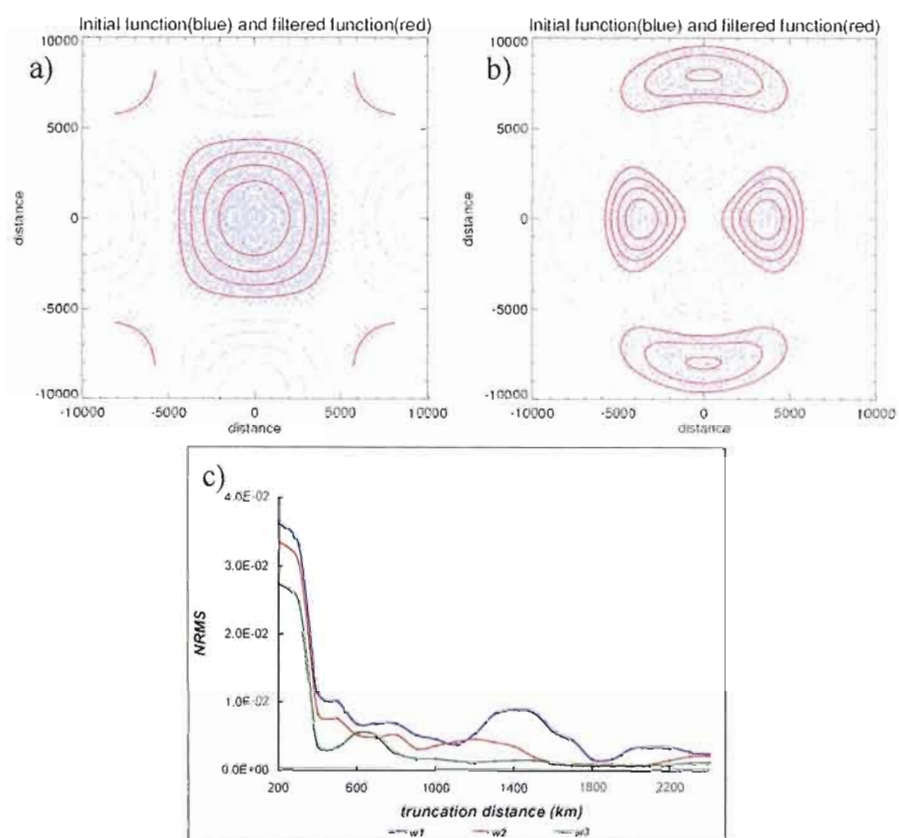 Initial function(blue) and filtered function(red)
a)
10000
5000
0
-5000
-10000
distance
-10000
-5000
0
5000
10000
distance
Initial function(blue) and filtered function(red)
b)
10000
5000
0
-5000
-10000
distance
-10000
-5000
0
5000
10000
distance
c)
4.0E-02
3.0E-02
2.0E-02
1.0E-02
0.0E+00
NRMS
200
600
1000
1400
1800
2200
truncation distance (km)
w1
w2
w3